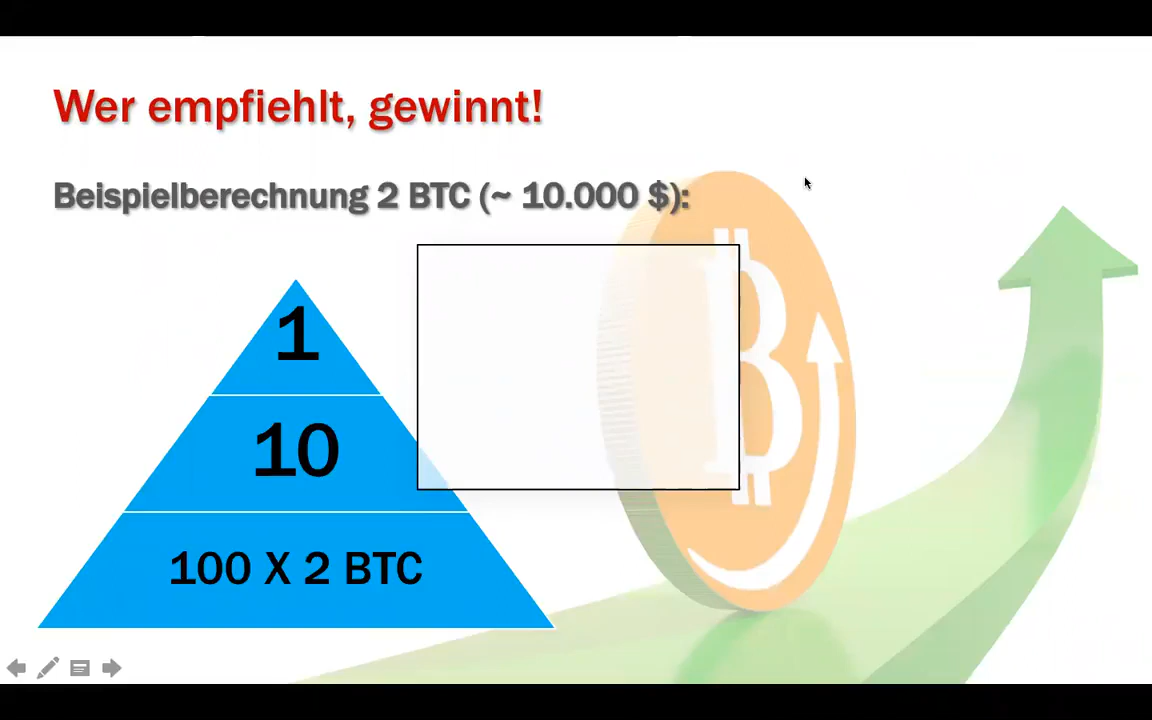 Wer empfiehlt, gewinnt!
Beispielberechnung 2 BTC (~ 10.000 $):
1
10
100 X 2 BTC